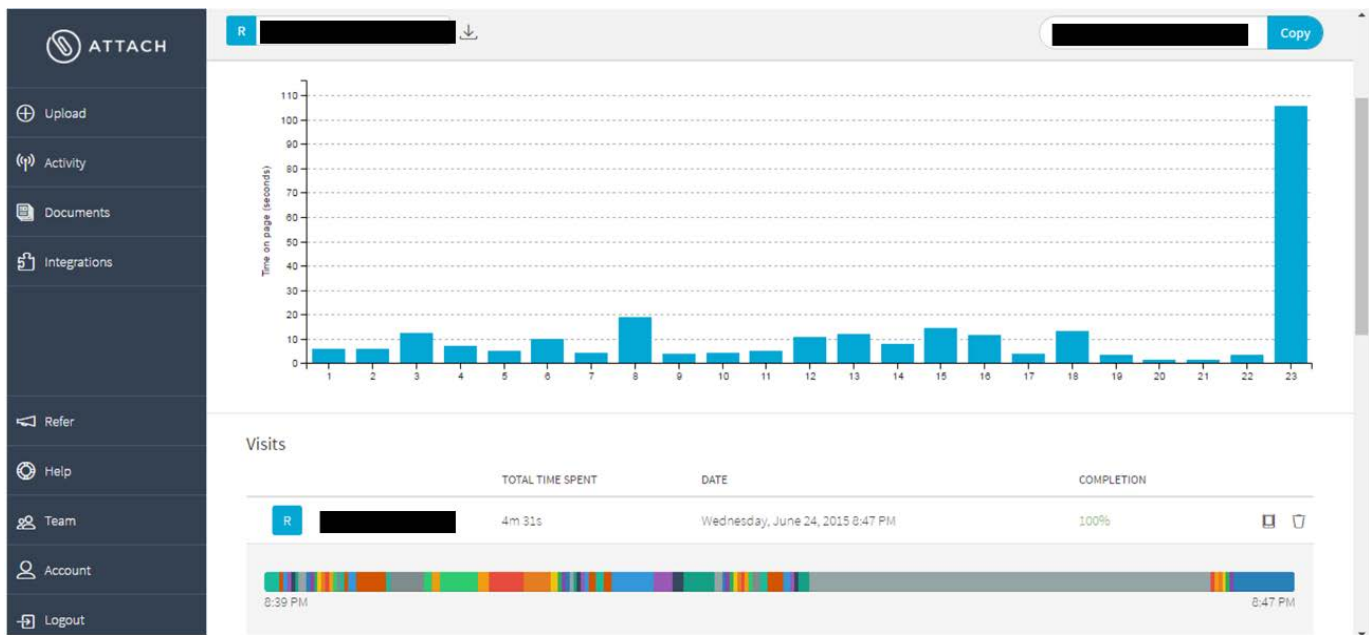 ATTACH
Upload
Activity
Documents
Integrations
Refer
Help
Team
Account
Logout
R
Copy
Time on page (seconds)
110
100
90
80
70
60
50
40
30
20
10
0
1 2 3 4 5 6 7 8 9 10 11 12 13 14 15 16 17 18 19 20 21 22 23
Visits
TOTAL TIME SPENT DATE COMPLETION
R 4m 31s Wednesday, June 24, 2015 8:47 PM 100%
8:39 PM 8:47 PM